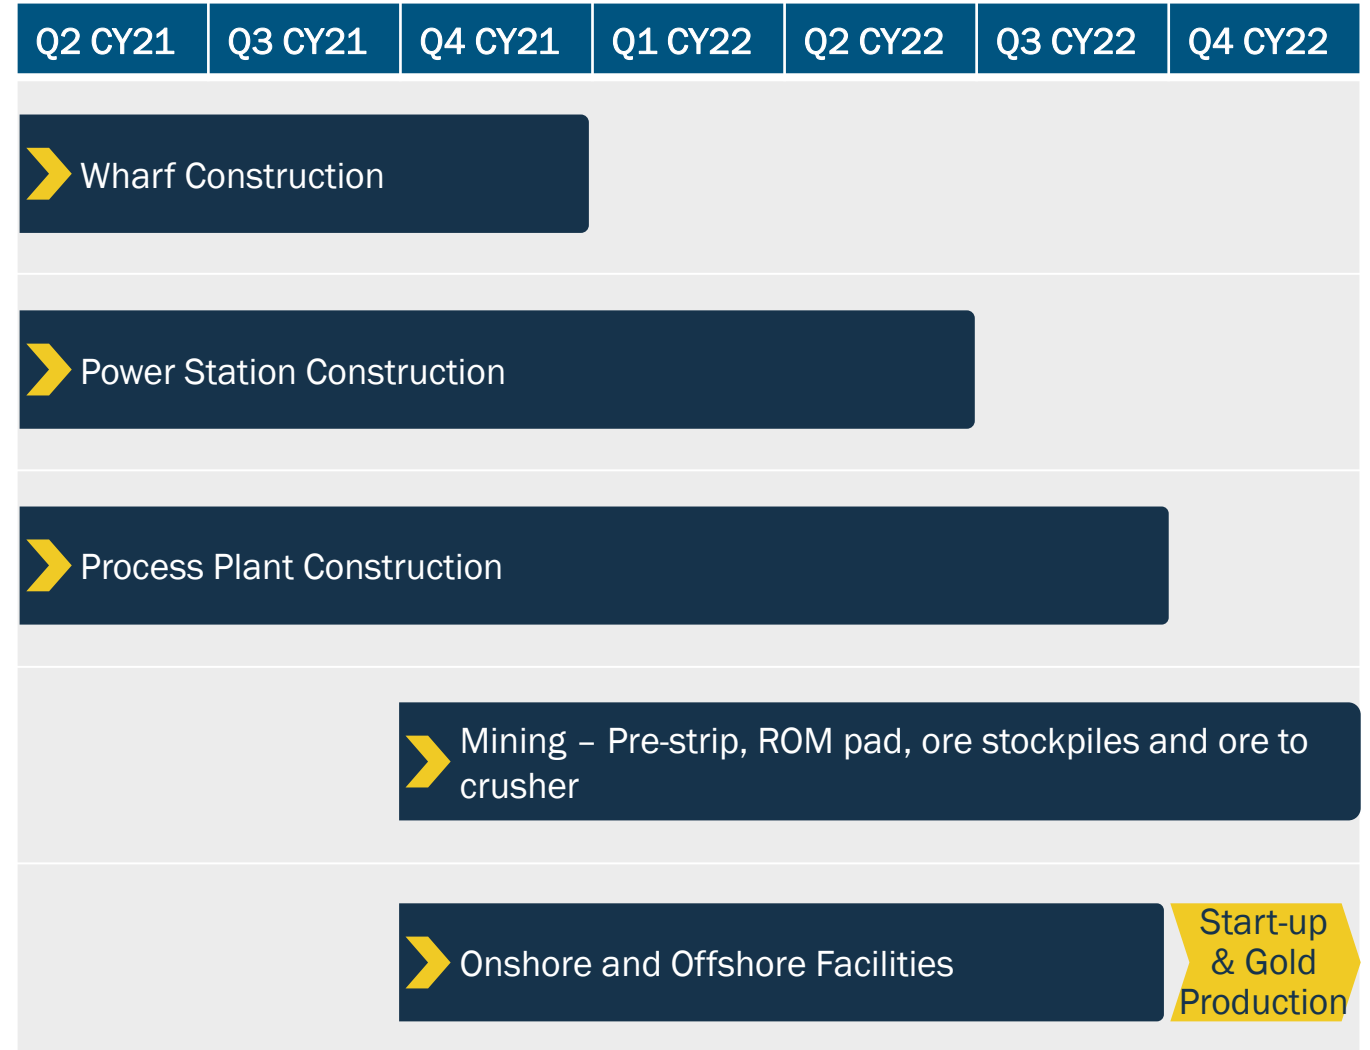 Q2 CY21 Q3 CY21 Q4 CY21 Q1 CY22 Q2 CY22 Q3 CY22 Q4 CY22
Wharf Construction
Power Station Construction
Process Plant Construction
Mining – Pre-strip, ROM pad, ore stockpiles and ore to
crusher
Onshore and Offshore Facilities
Start-up
& Gold
Production